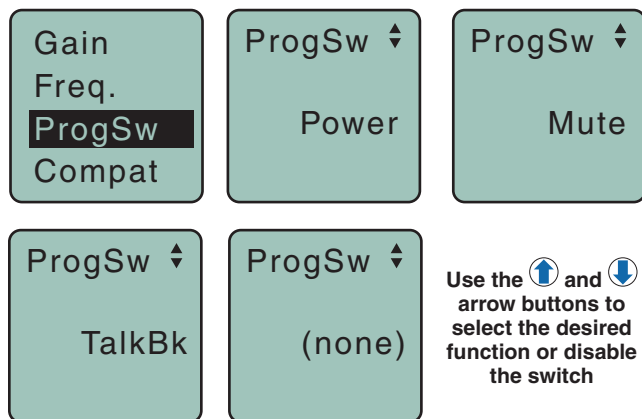 Gain
Freq.
ProgSw
Compat
ProgSw
Power
ProgSw
Mute
ProgSw
TalkBk
ProgSw
(none)
Use the and
arrow buttons to
select the desired
function or disable
the switch